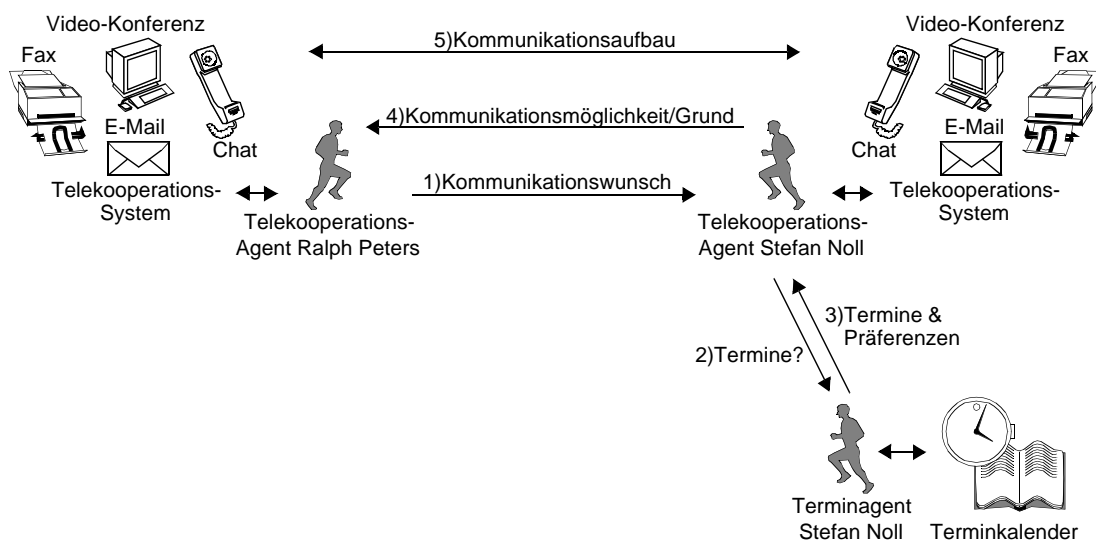 Video-Konferenz
Fax
E-Mail
Chat
Telekooperations-
System
Telekooperations-
Agent Ralph Peters
5)Kommunikationsaufbau
4)Kommunikationsmöglichkeit/Grund
1)Kommunikationswunsch
Video-Konferenz
Fax
E-Mail
Chat
Telekooperations-
System
Telekooperations-
Agent Stefan Noll
2)Termine?
3)Termine &
Präferenzen
Terminagent
Stefan Noll
Terminkalender